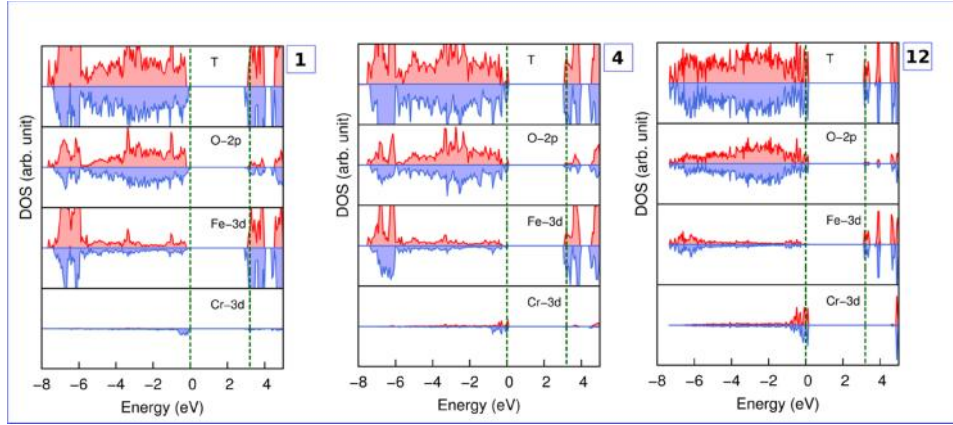 1
T
O-2p
Fe-3d
Cr-3d
DOS (arb. unit)
-8 -6 -4 -2 0 2 4
Energy (eV)
4
T
O-2p
Fe-3d
Cr-3d
DOS (arb. unit)
-8 -6 -4 -2 0 2 4
Energy (eV)
12
T
O-2p
Fe-3d
Cr-3d
DOS (arb. unit)
-8 -6 -4 -2 0 2 4
Energy (eV)